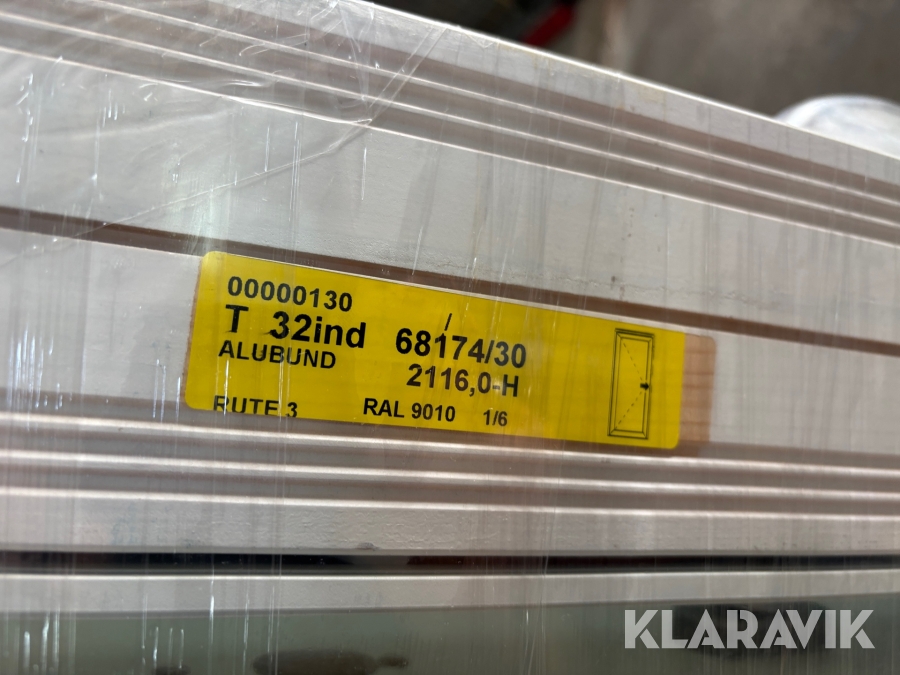 00000130
/
T 32ind 68174/30
ALUBUND 2116,0-H
RUTE 3 RAL 9010 1/6
KLARAVIK